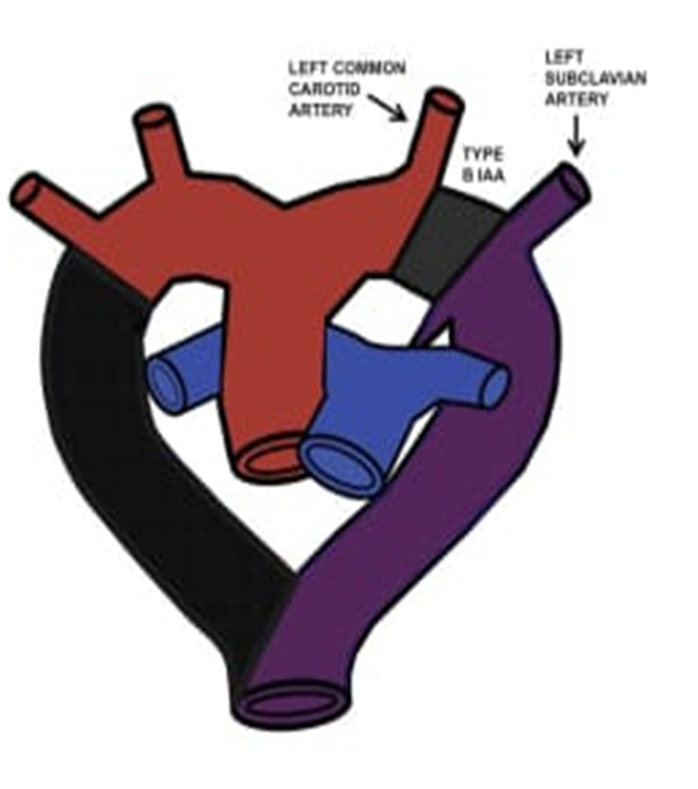 LEFT COMMON
CAROTID
ARTERY
LEFT
SUBCLAVIAN
ARTERY
TYPE
B IAA